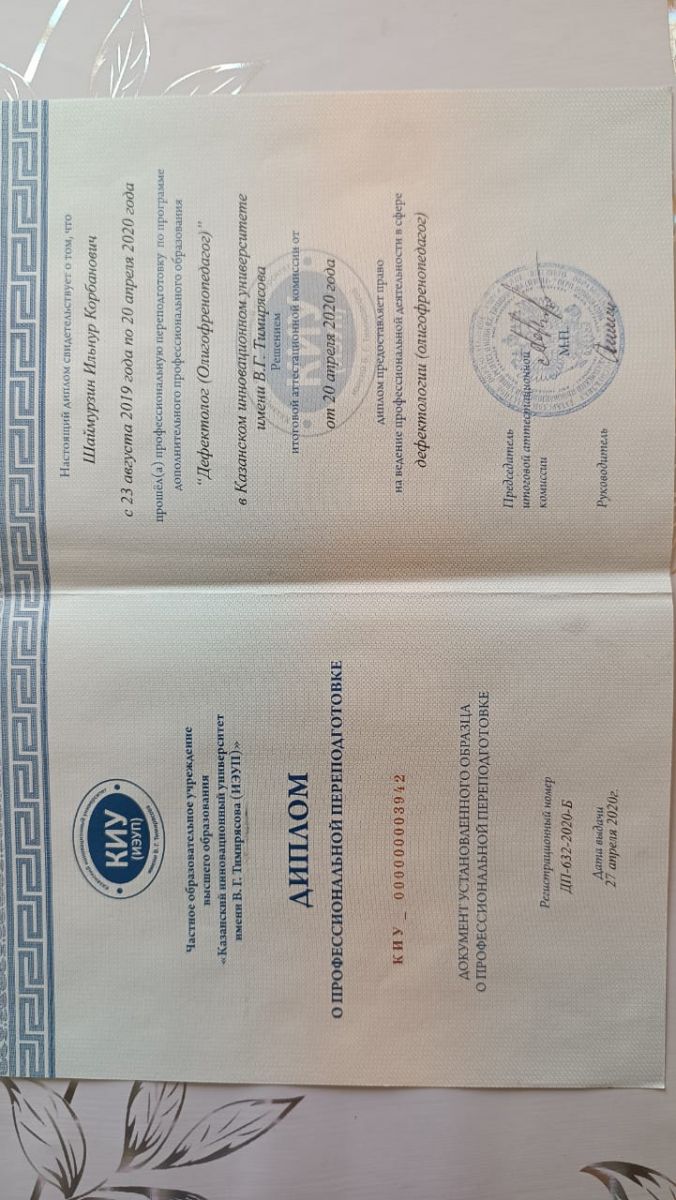 КИУ
(ИЭУП)
Частное образовательное учреждение
высшего образования
«Казанский инновационный университет
имени В. Г. Тимирясова (ИЭУП)»
ДИПЛОМ
О ПРОФЕССИОНАЛЬНОЙ ПЕРЕПОДГОТОВКЕ
КИУ _ 000000003942
ДОКУМЕНТ УСТАНОВЛЕННОГО ОБРАЗЦА
О ПРОФЕССИОНАЛЬНОЙ ПЕРЕПОДГОТОВКЕ
Регистрационный номер
ДП-632-2020-Б
Дата выдачи
27 апреля 2020г.
Настоящий диплом свидетельствует о том, что
Шаймурзин Ильнур Корбанович
с 23 августа 2019 года по 20 апреля 2020 года
прошёл(а) профессиональную переподготовку по программе
дополнительного профессионального образования
"Дефектолог (Олигофренопедагог)"
в Казанском инновационном университете
имени В.Г. Тимирясова
Решением
итоговой аттестационной комиссии от
от 20 апреля 2020 года
диплом предоставляет право
на ведение профессиональной деятельности в сфере
дефектологии (олигофренопедагог)
Председатель
итоговой аттестационной
комиссии
М.П.
Руководитель